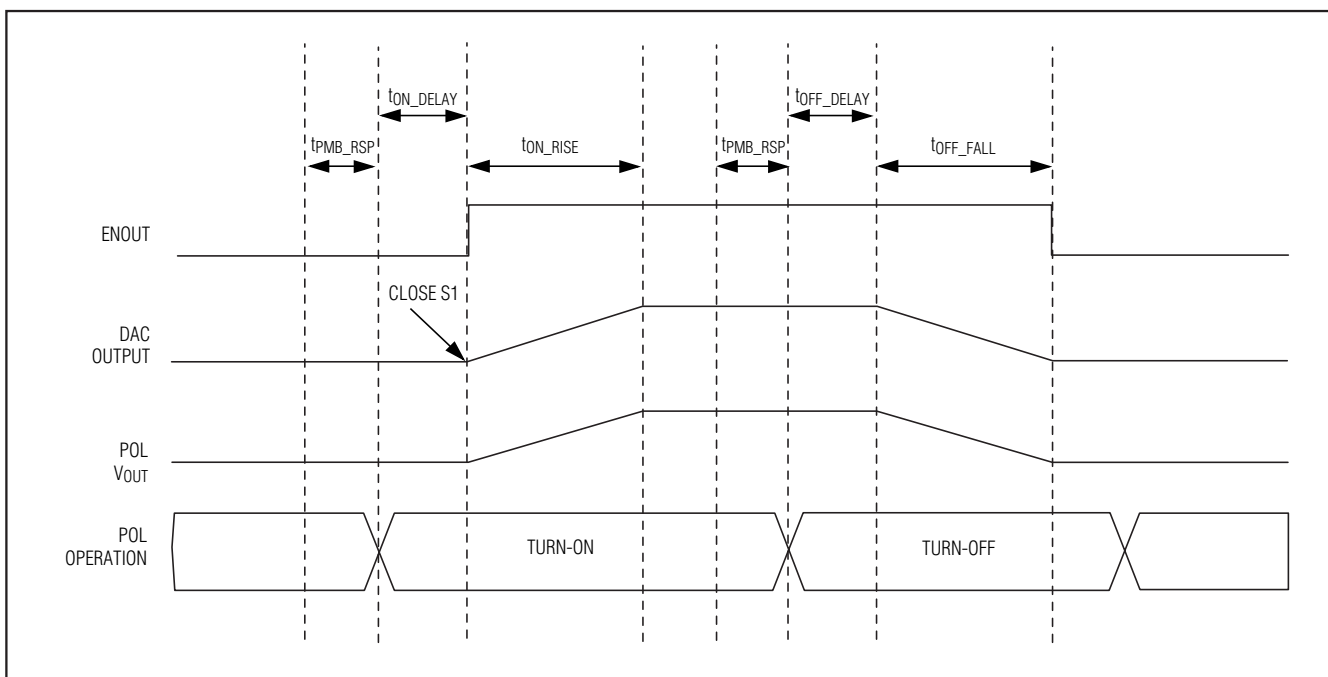 tON_DELAY
tOFF_DELAY
tPMB_RSP
tON_RISE
tPMB_RSP
tOFF_FALL
ENOUT
CLOSE S1
DAC
OUTPUT
POL
VOUT
POL
OPERATION
TURN-ON
TURN-OFF